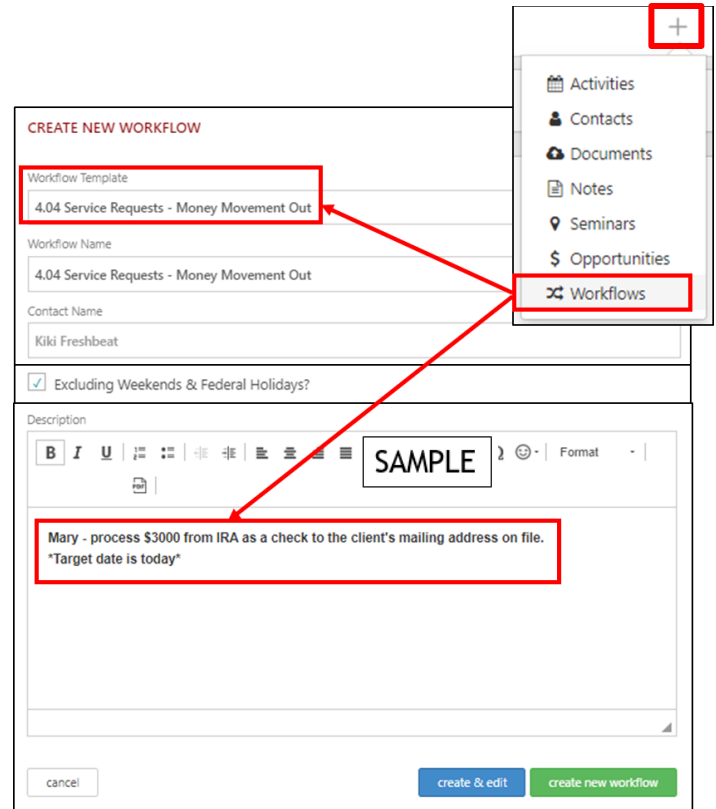 +
Activities
Contacts
Documents
Notes
Seminars
$ Opportunities
Workflows
CREATE NEW WORKFLOW
Workflow Template
4.04 Service Requests - Money Movement Out
Workflow Name
4.04 Service Requests - Money Movement Out
Contact Name
Kiki Freshbeat
Excluding Weekends & Federal Holidays?
Description
B I U SAMPLE Format
PDF
Mary - process $3000 from IRA as a check to the client's mailing address on file.
*Target date is today*
cancel create & edit create new workflow